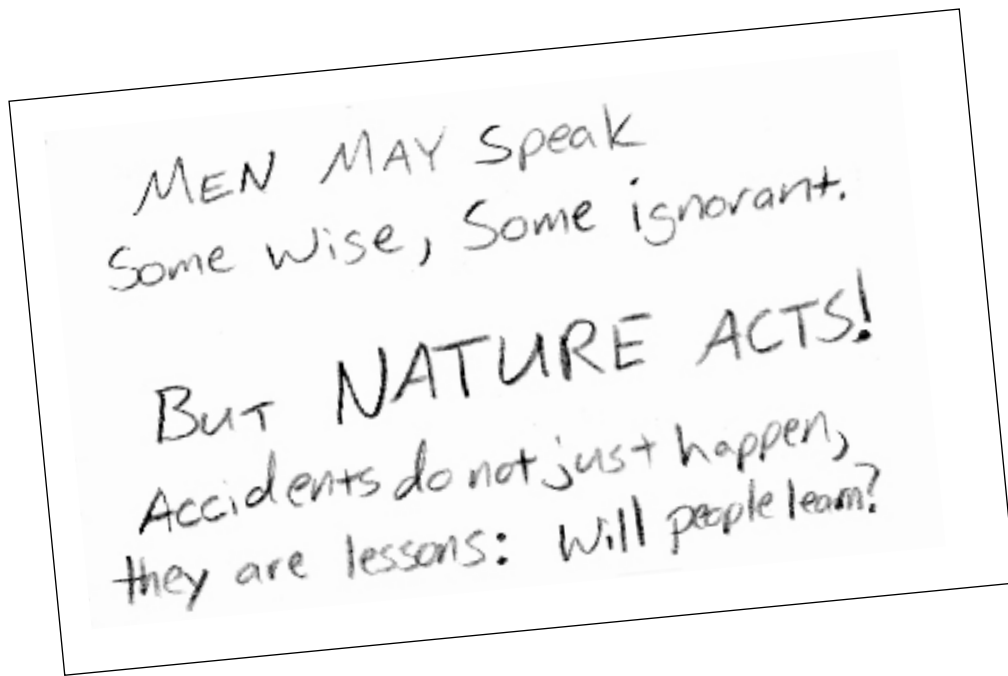 MEN MAY Speak
Some Wise, Some ignorant.
BUT NATURE ACTS!
Accidents do not just happen,
they are lessons: Will people learn?